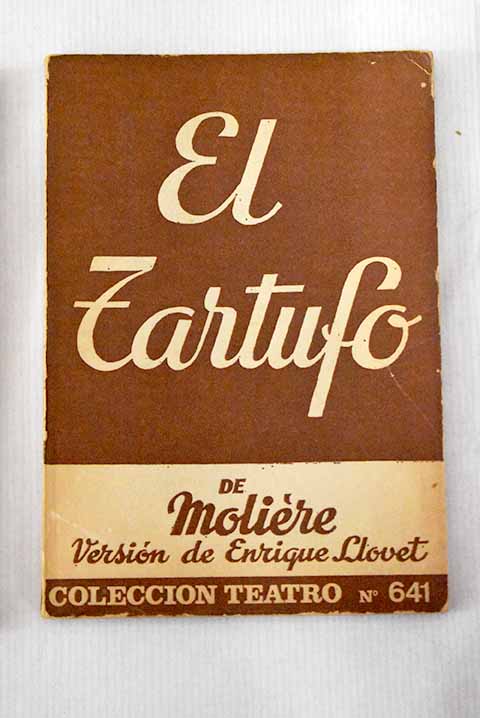 El
Tartufo
DE
Molière
Versión de Enrique Llovet
COLECCION TEATRO Nº 641